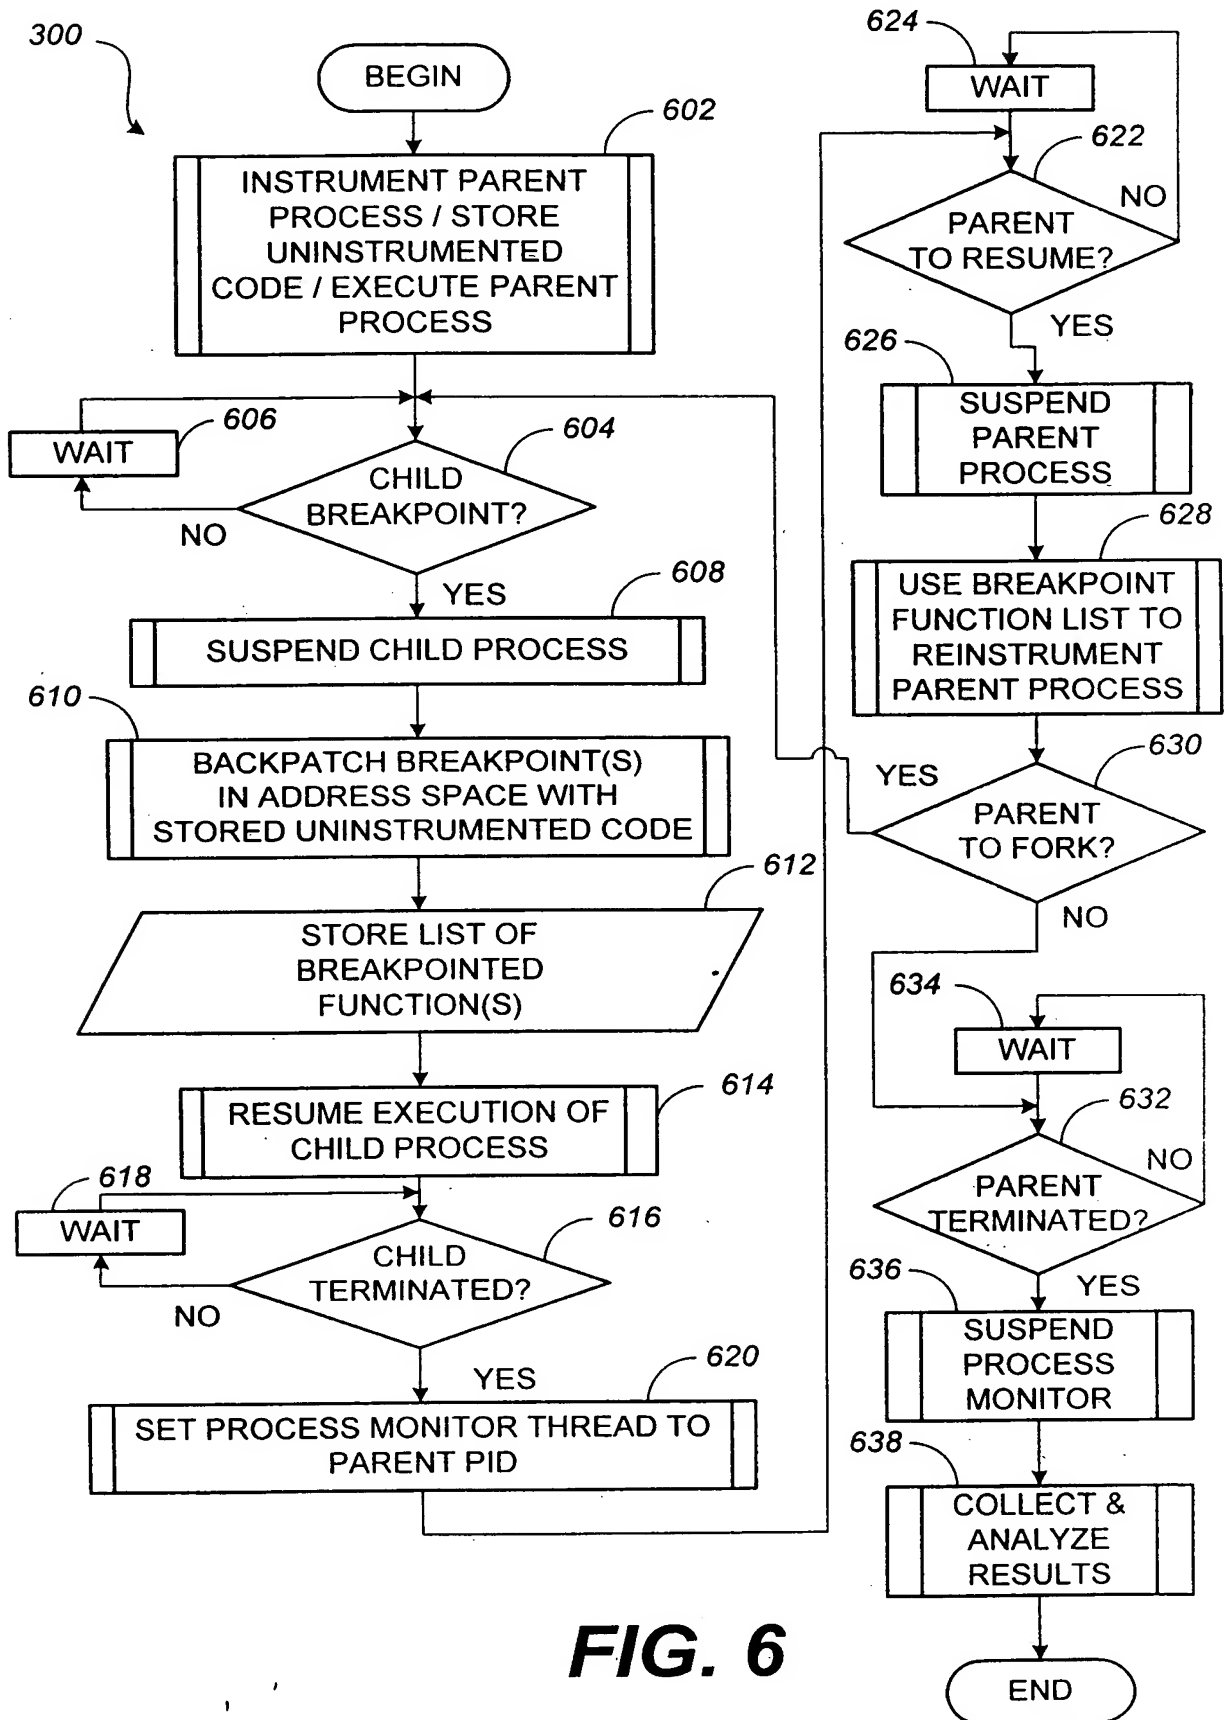 300
BEGIN
602
INSTRUMENT PARENT
PROCESS / STORE
UNINSTRUMENTED
CODE / EXECUTE PARENT
PROCESS
606
WAIT
604
CHILD
BREAKPOINT?
NO
YES
608
SUSPEND CHILD PROCESS
610
BACKPATCH BREAKPOINT(S)
IN ADDRESS SPACE WITH
STORED UNINSTRUMENTED CODE
612
STORE LIST OF
BREAKPOINTED
FUNCTION(S)
614
RESUME EXECUTION OF
CHILD PROCESS
618
WAIT
616
CHILD
TERMINATED?
NO
YES
620
SET PROCESS MONITOR THREAD TO
PARENT PID
624
WAIT
622
NO
PARENT
TO RESUME?
YES
626
SUSPEND
PARENT
PROCESS
628
USE BREAKPOINT
FUNCTION LIST TO
REINSTRUMENT
PARENT PROCESS
630
YES
PARENT
TO FORK?
NO
634
WAIT
632
NO
PARENT
TERMINATED?
YES
636
SUSPEND
PROCESS
MONITOR
638
COLLECT &
ANALYZE
RESULTS
END
FIG. 6